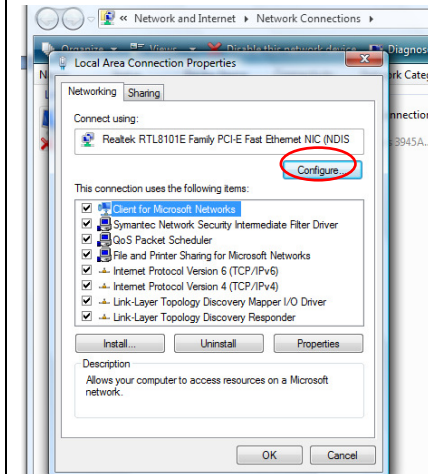 « Network and Internet ▸ Network Connections ▸
Organize Views Disable this network device Diagnos
Local Area Connection Properties
N
ork Categ
Networking Sharing
L
Connect using:
nnection
Realtek RTL8101E Family PCI-E Fast Ethernet NIC (NDIS
3945A..
Configure...
This connection uses the following items:
Client for Microsoft Networks
Symantec Network Security Intermediate Filter Driver
QoS Packet Scheduler
File and Printer Sharing for Microsoft Networks
Internet Protocol Version 6 (TCP/IPv6)
Internet Protocol Version 4 (TCP/IPv4)
Link-Layer Topology Discovery Mapper I/O Driver
Link-Layer Topology Discovery Responder
Install... Uninstall Properties
Description
Allows your computer to access resources on a Microsoft
network.
OK Cancel